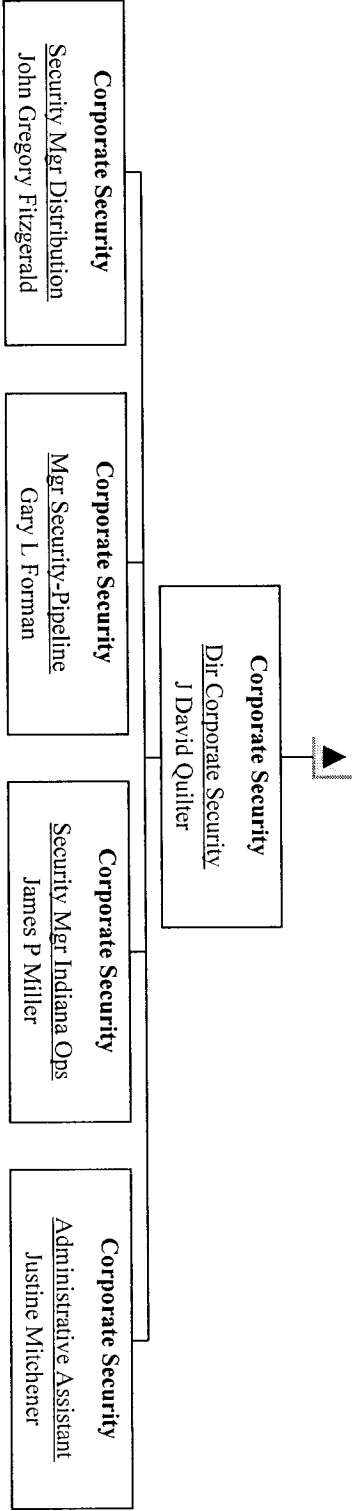 Corporate Security
Dir Corporate Security
J David Quilter
Corporate Security
Security Mgr Distribution
John Gregory Fitzgerald
Corporate Security
Mgr Security-Pipeline
Gary L Forman
Corporate Security
Security Mgr Indiana Ops
James P Miller
Corporate Security
Administrative Assistant
Justine Mitchener